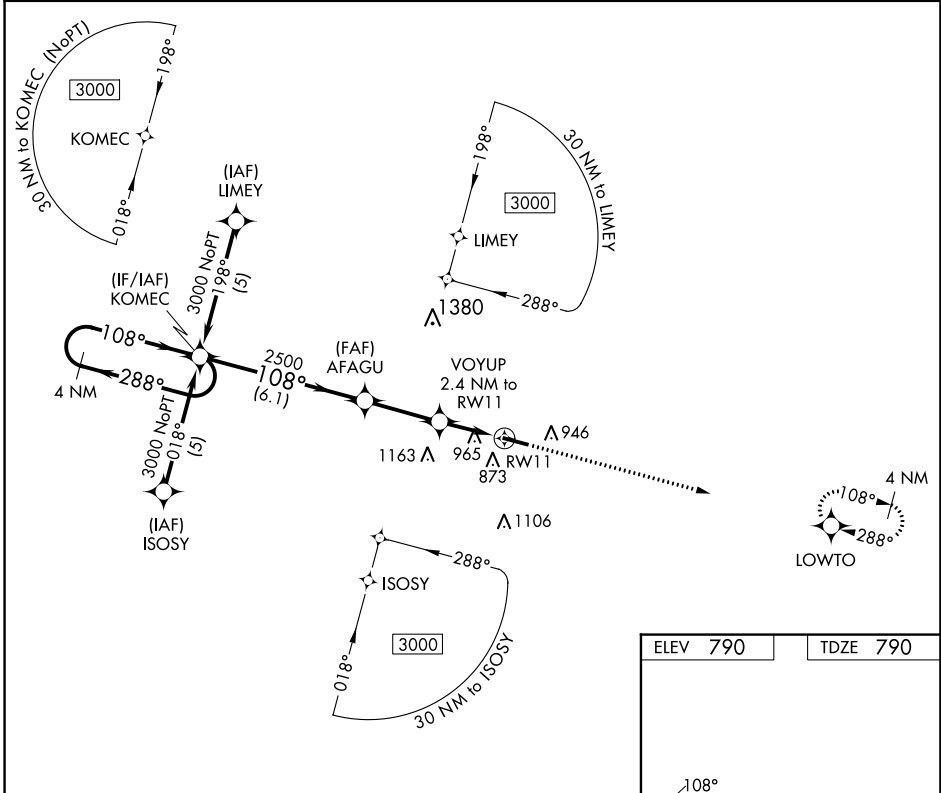 30 NM to KOMEC (NoPT)
3000
198°
KOMEC
018°
(IAF)
LIMEY
3000 NoPT
198°
(5)
198°
30 NM to LIMEY
3000
LIMEY
288°
1380
(IF/IAF)
KOMEC
108°
288°
4 NM
2500
108°
(6.1)
(FAF)
AFAGU
VOYUP
2.4 NM to
RW11
1163
965
873
RW11
946
1106
3000 NoPT
018°
(5)
(IAF)
ISOSY
108°
4 NM
288°
LOWTO
288°
ISOSY
018°
3000
30 NM to ISOSY
ELEV 790
TDZE 790
108°